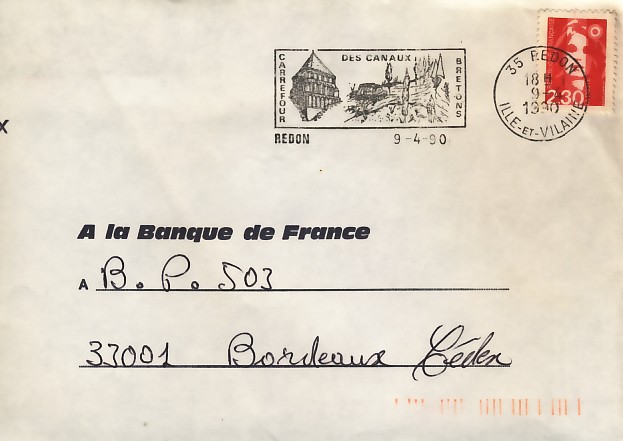 CARREFOUR DES CANAUX BRETONS
REDON 9-4-90
35 REDON
18H
9-4
1990
ILLE-ET-VILAINE
2,30
X
A la Banque de France
A B.P. 503
33001 Bordeaux Cédex